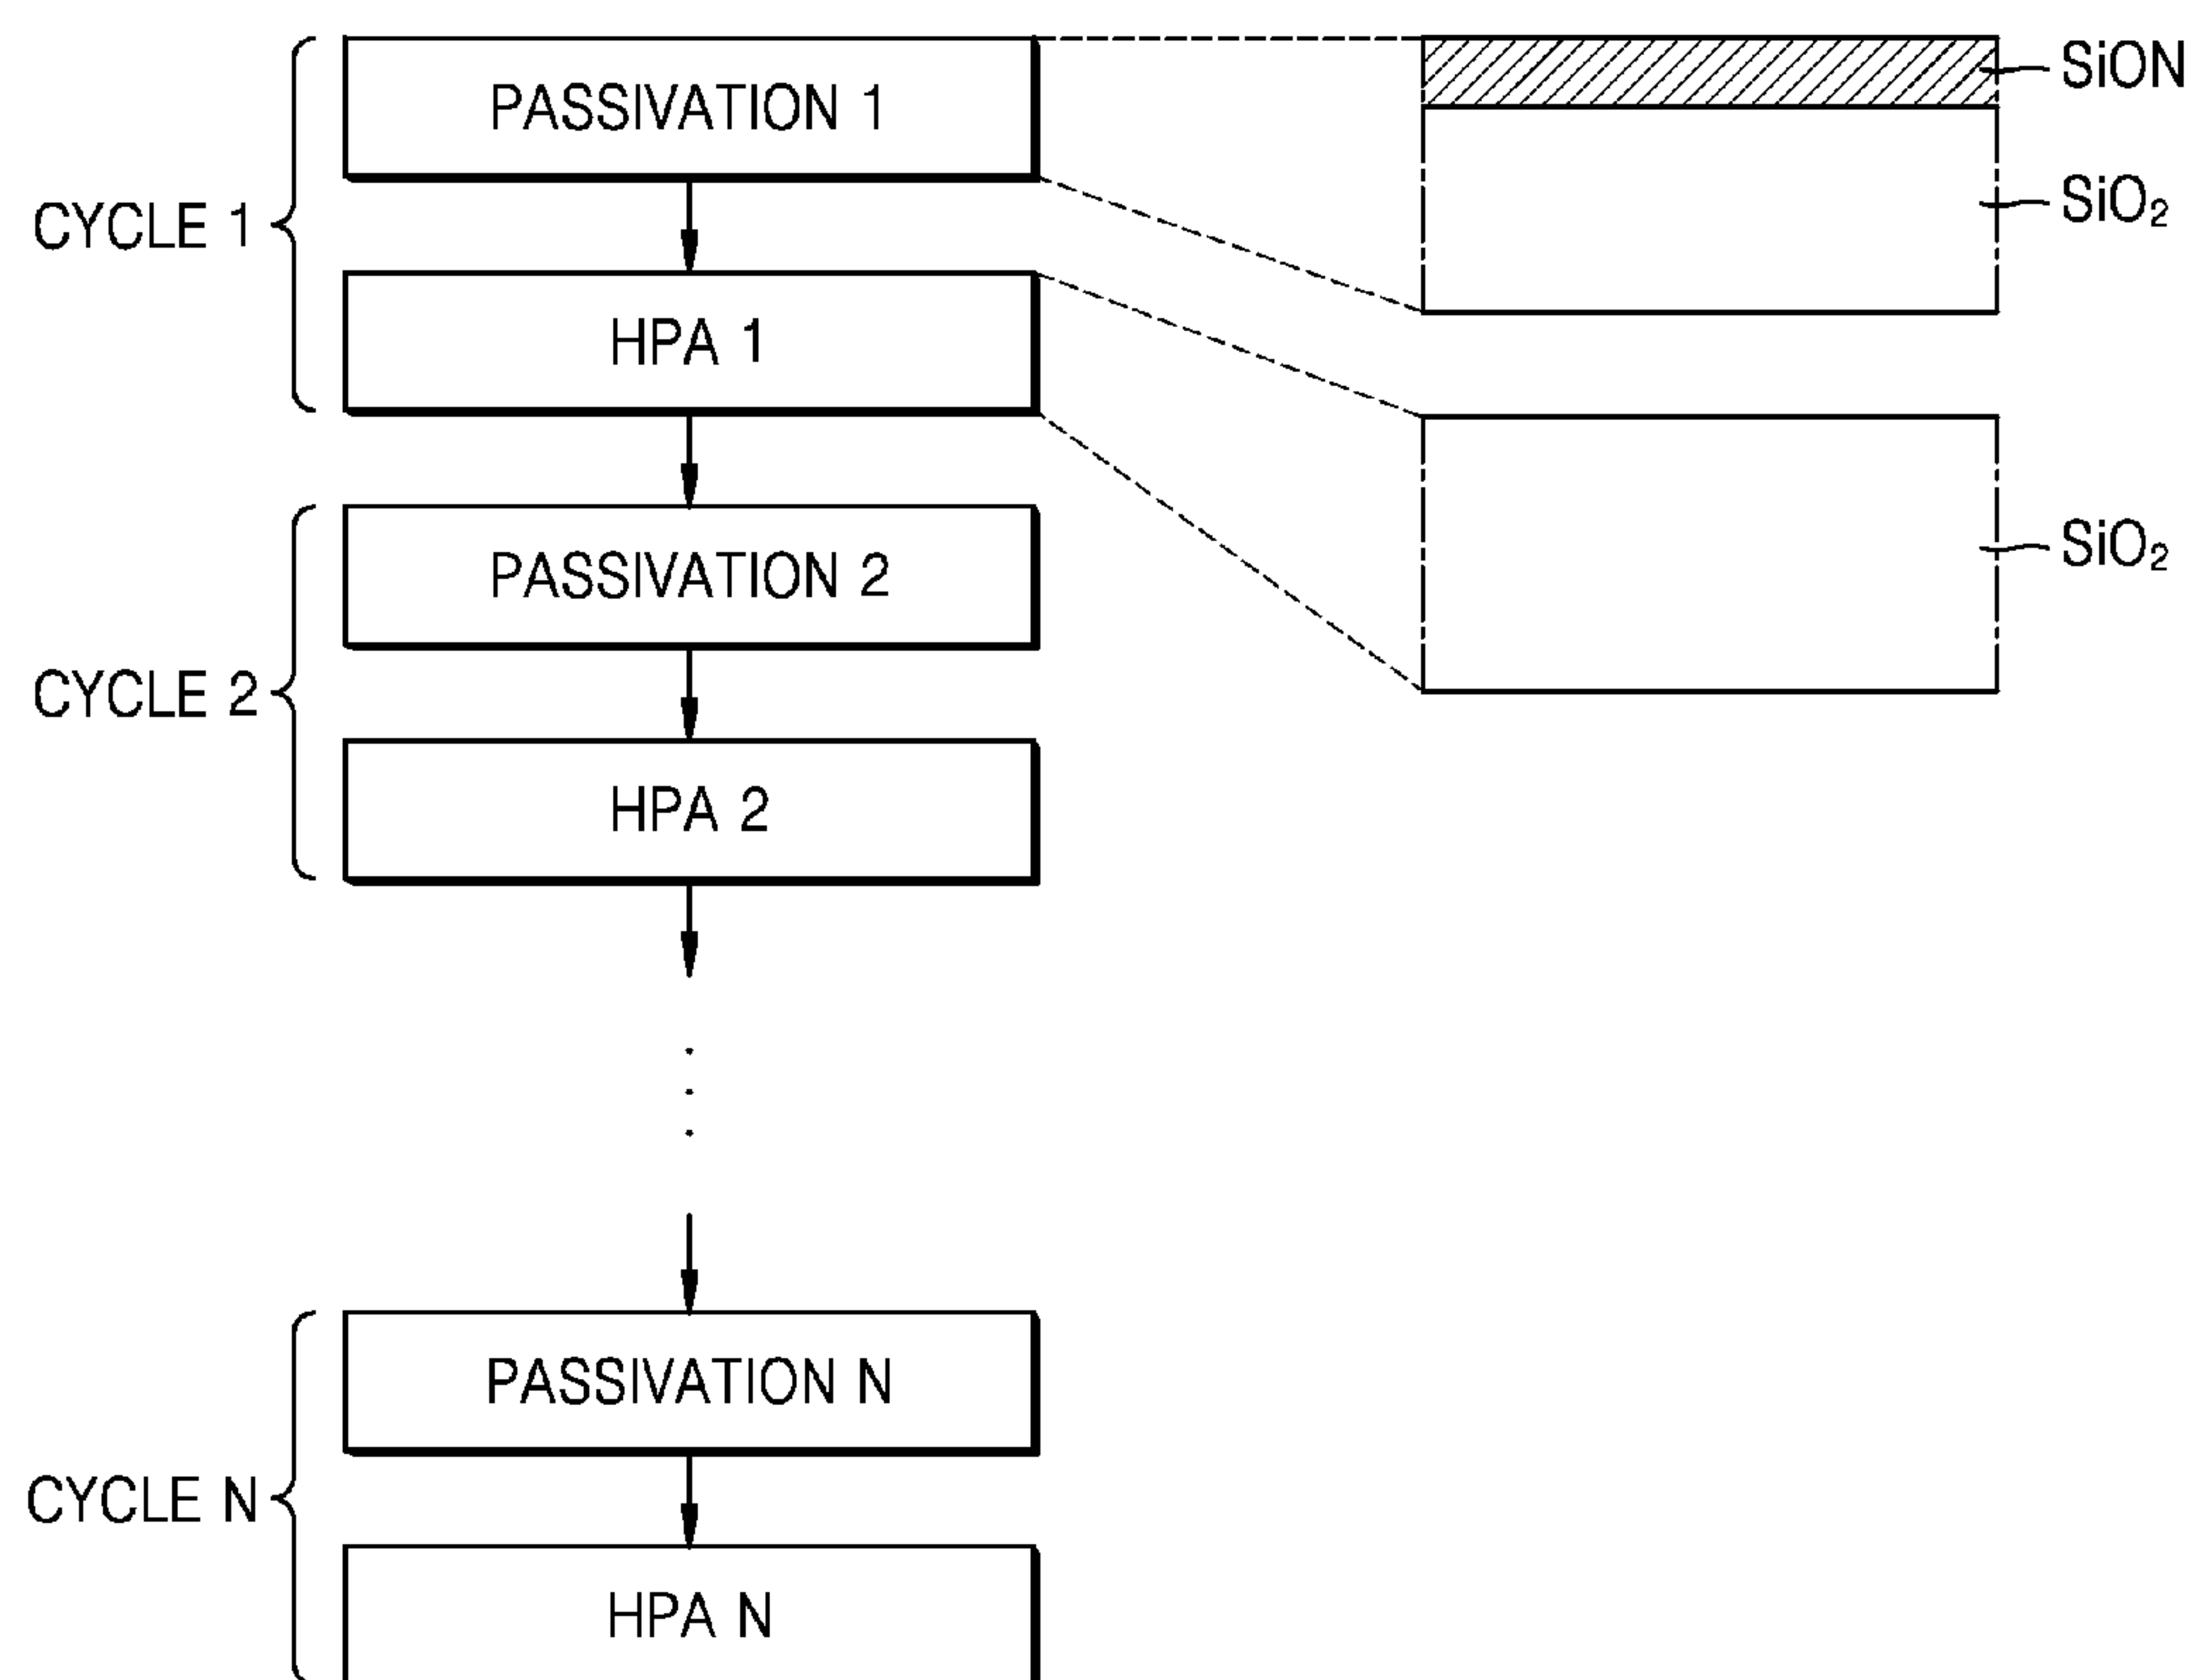 PASSIVATION 1
SiON
SiO₂
CYCLE 1
HPA 1
SiO₂
PASSIVATION 2
CYCLE 2
HPA 2
PASSIVATION N
CYCLE N
HPA N